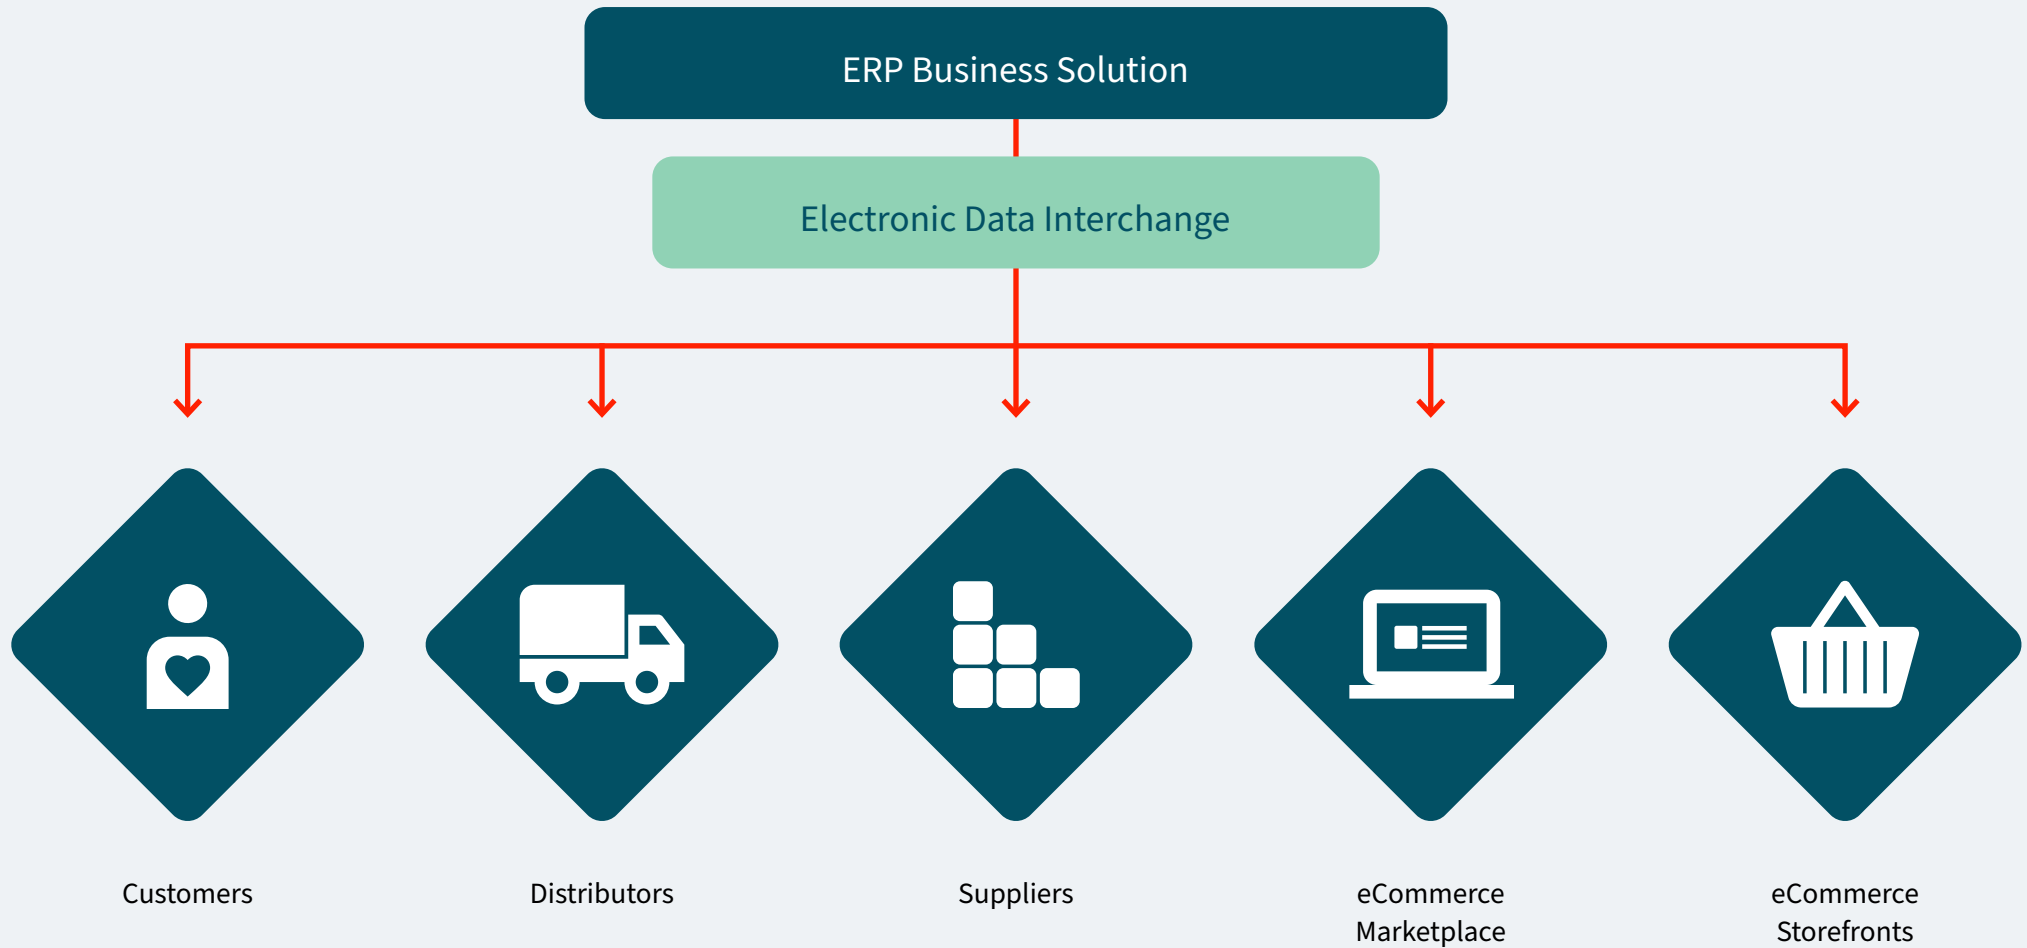 ERP Business Solution
Electronic Data Interchange
Customers
Distributors
Suppliers
eCommerce
Marketplace
eCommerce
Storefronts